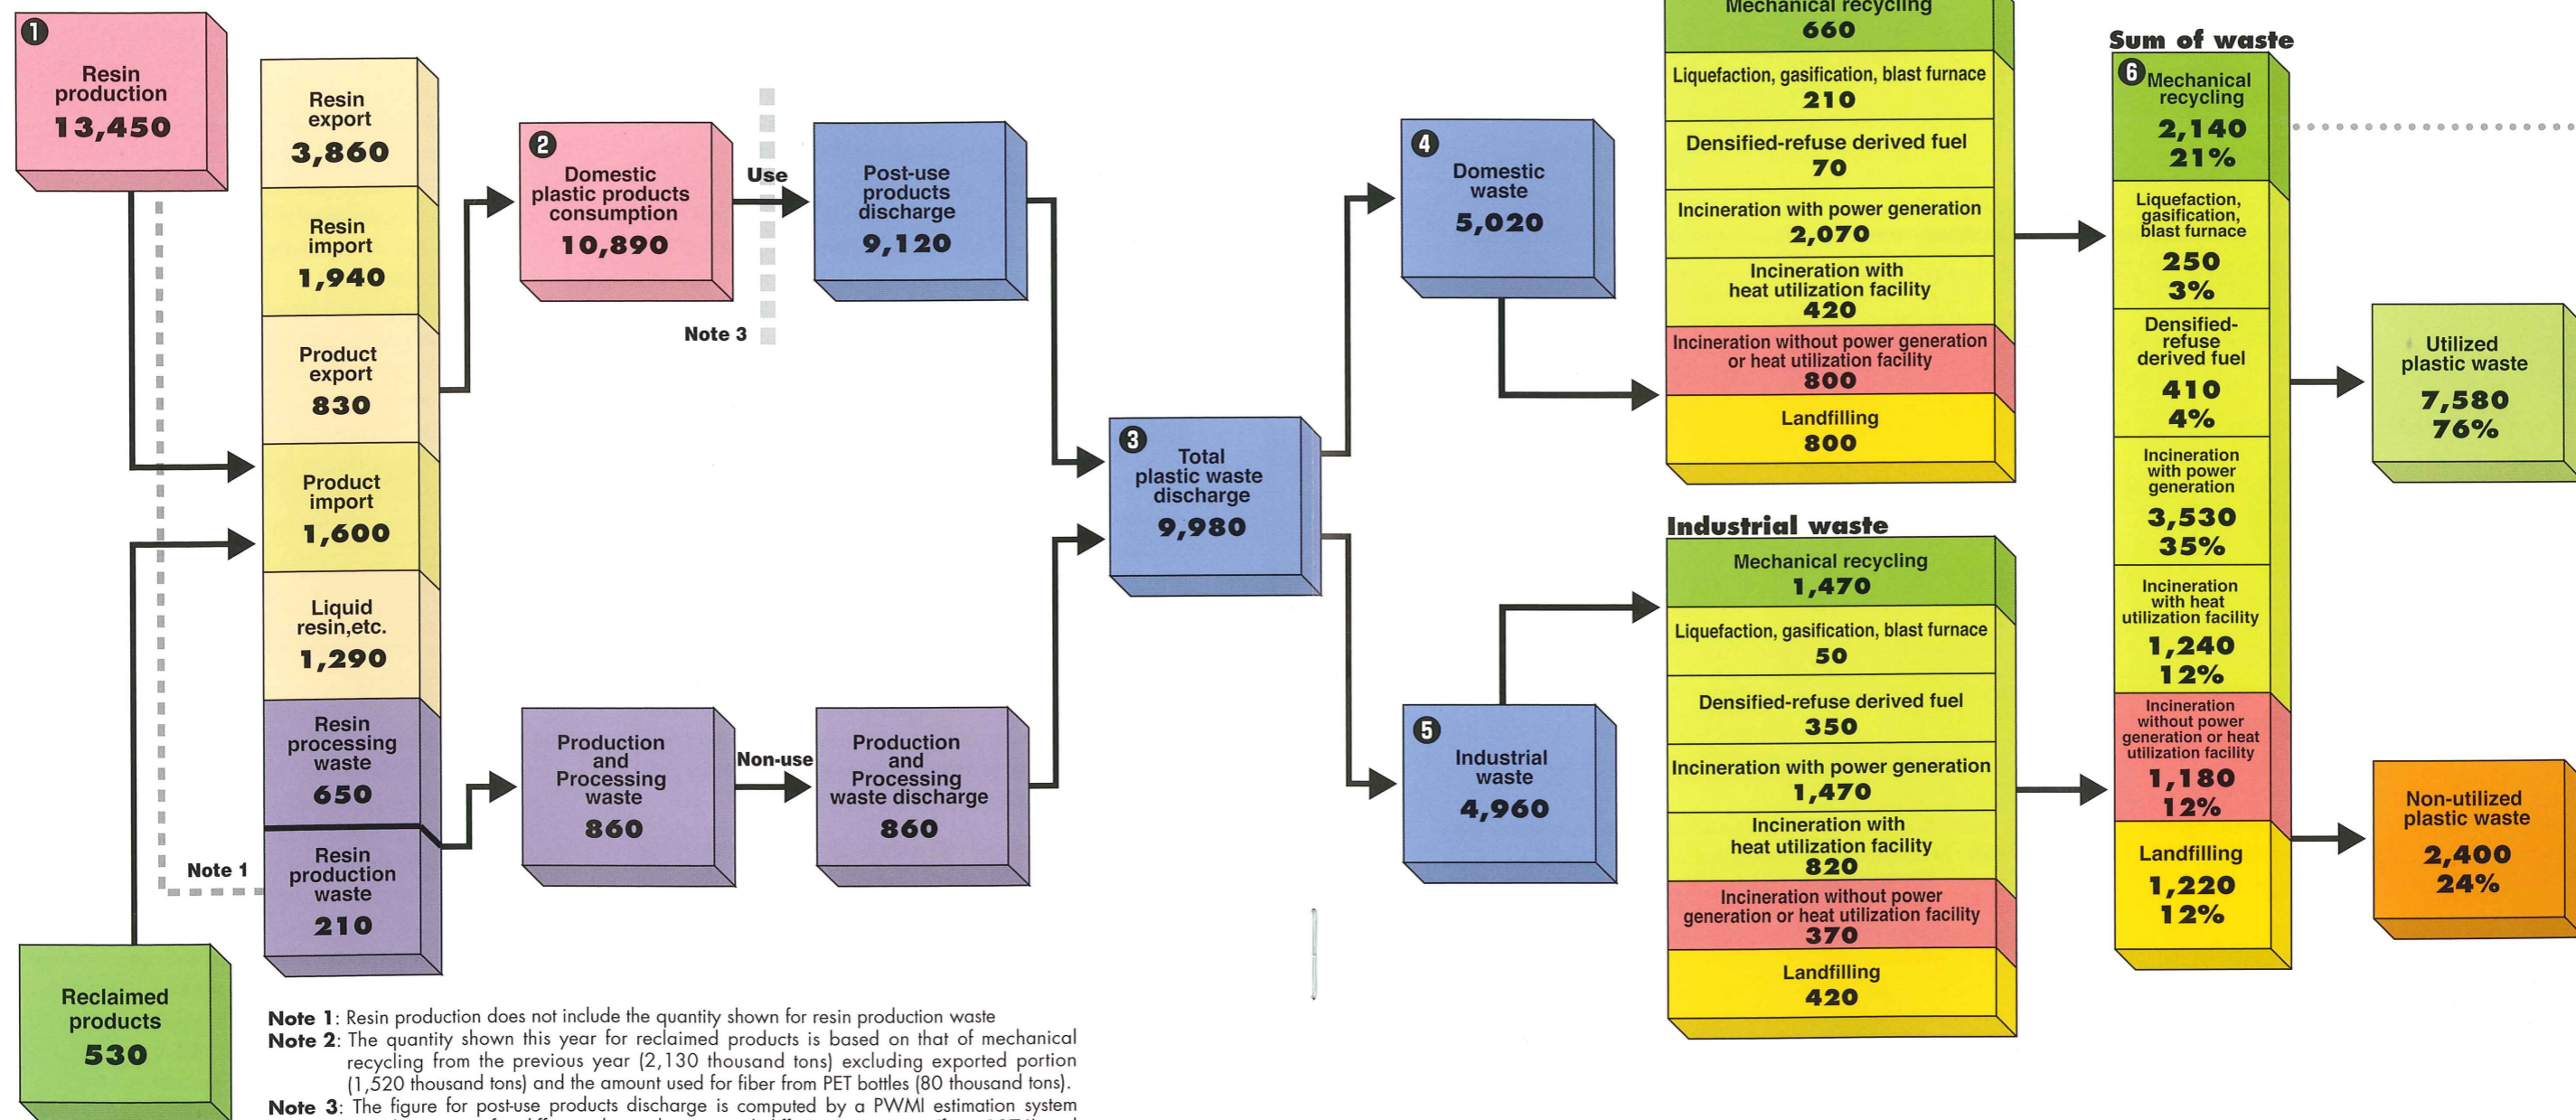 1
Resin
production
13,450
Resin
export
3,860
Resin
import
1,940
Product
export
830
Product
import
1,600
Liquid
resin,etc.
1,290
Resin
processing
waste
650
Resin
production
waste
210
Note 1
Reclaimed
products
530
2
Domestic
plastic products
consumption
10,890
Use
Note 3
Post-use
products
discharge
9,120
Production
and
Processing
waste
860
Non-use
Production
and
Processing
waste discharge
860
3
Total
plastic waste
discharge
9,980
4
Domestic
waste
5,020
5
Industrial
waste
4,960
Mechanical recycling
660
Liquefaction, gasification, blast furnace
210
Densified-refuse derived fuel
70
Incineration with power generation
2,070
Incineration with
heat utilization facility
420
Incineration without power generation
or heat utilization facility
800
Landfilling
800
Industrial waste
Mechanical recycling
1,470
Liquefaction, gasification, blast furnace
50
Densified-refuse derived fuel
350
Incineration with power generation
1,470
Incineration with
heat utilization facility
820
Incineration without power
generation or heat utilization facility
370
Landfilling
420
Sum of waste
6
Mechanical
recycling
2,140
21%
Liquefaction,
gasification,
blast furnace
250
3%
Densified-
refuse
derived fuel
410
4%
Incineration
with power
generation
3,530
35%
Incineration
with heat
utilization facility
1,240
12%
Incineration
without power
generation or heat
utilization facility
1,180
12%
Landfilling
1,220
12%
Utilized
plastic waste
7,580
76%
Non-utilized
plastic waste
2,400
24%
Note 1: Resin production does not include the quantity shown for resin production waste
Note 2: The quantity shown this year for reclaimed products is based on that of mechanical
recycling from the previous year (2,130 thousand tons) excluding exported portion
(1,520 thousand tons) and the amount used for fiber from PET bottles (80 thousand tons).
Note 3: The figure for post-use products discharge is computed by a PWMI estimation system